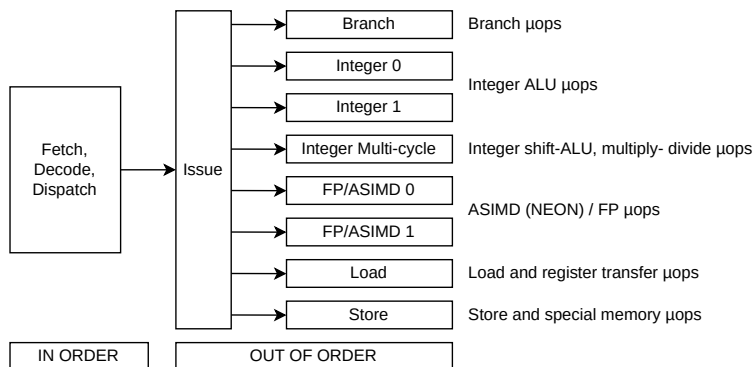 Branch
Branch µops
Integer 0
Integer ALU µops
Integer 1
Fetch,
Decode,
Dispatch
Issue
Integer Multi-cycle
Integer shift-ALU, multiply- divide µops
FP/ASIMD 0
ASIMD (NEON) / FP µops
FP/ASIMD 1
Load
Load and register transfer µops
Store
Store and special memory µops
IN ORDER
OUT OF ORDER